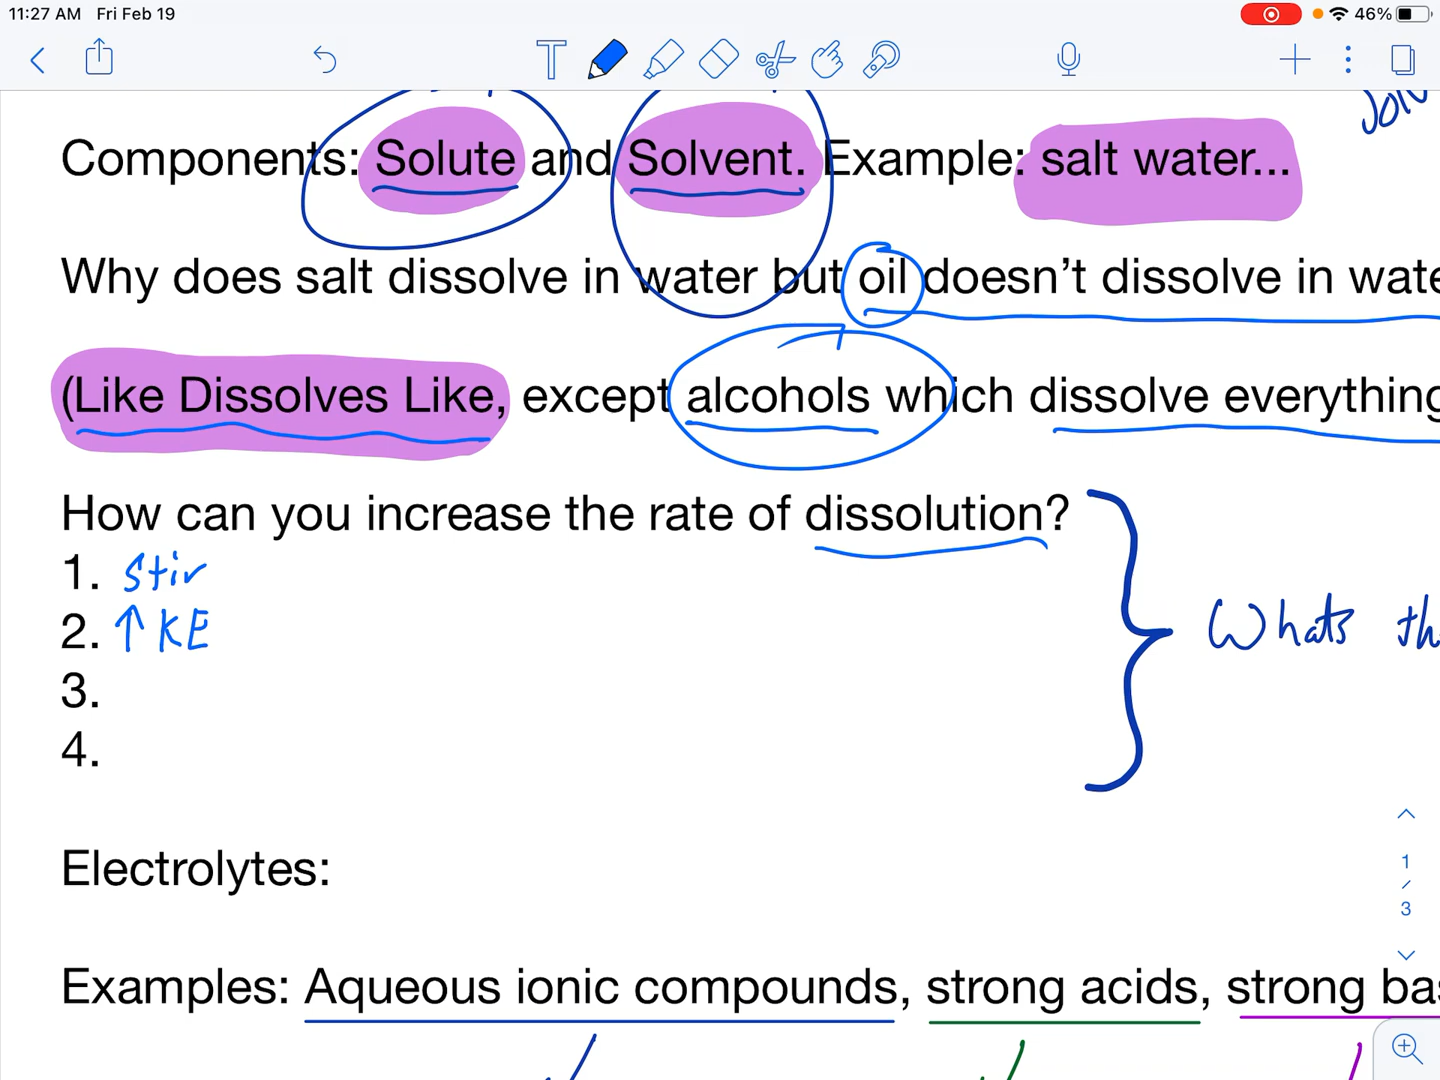 11:27 AM Fri Feb 19 46%
T
Components: Solute and Solvent. Example: salt water...
Why does salt dissolve in water but oil doesn't dissolve in wate
(Like Dissolves Like, except alcohols which dissolve everything
How can you increase the rate of dissolution?
1. Stir
2. ↑ KE
3.
4.
Whats th
1
/
3
Electrolytes:
Examples: Aqueous ionic compounds, strong acids, strong bas